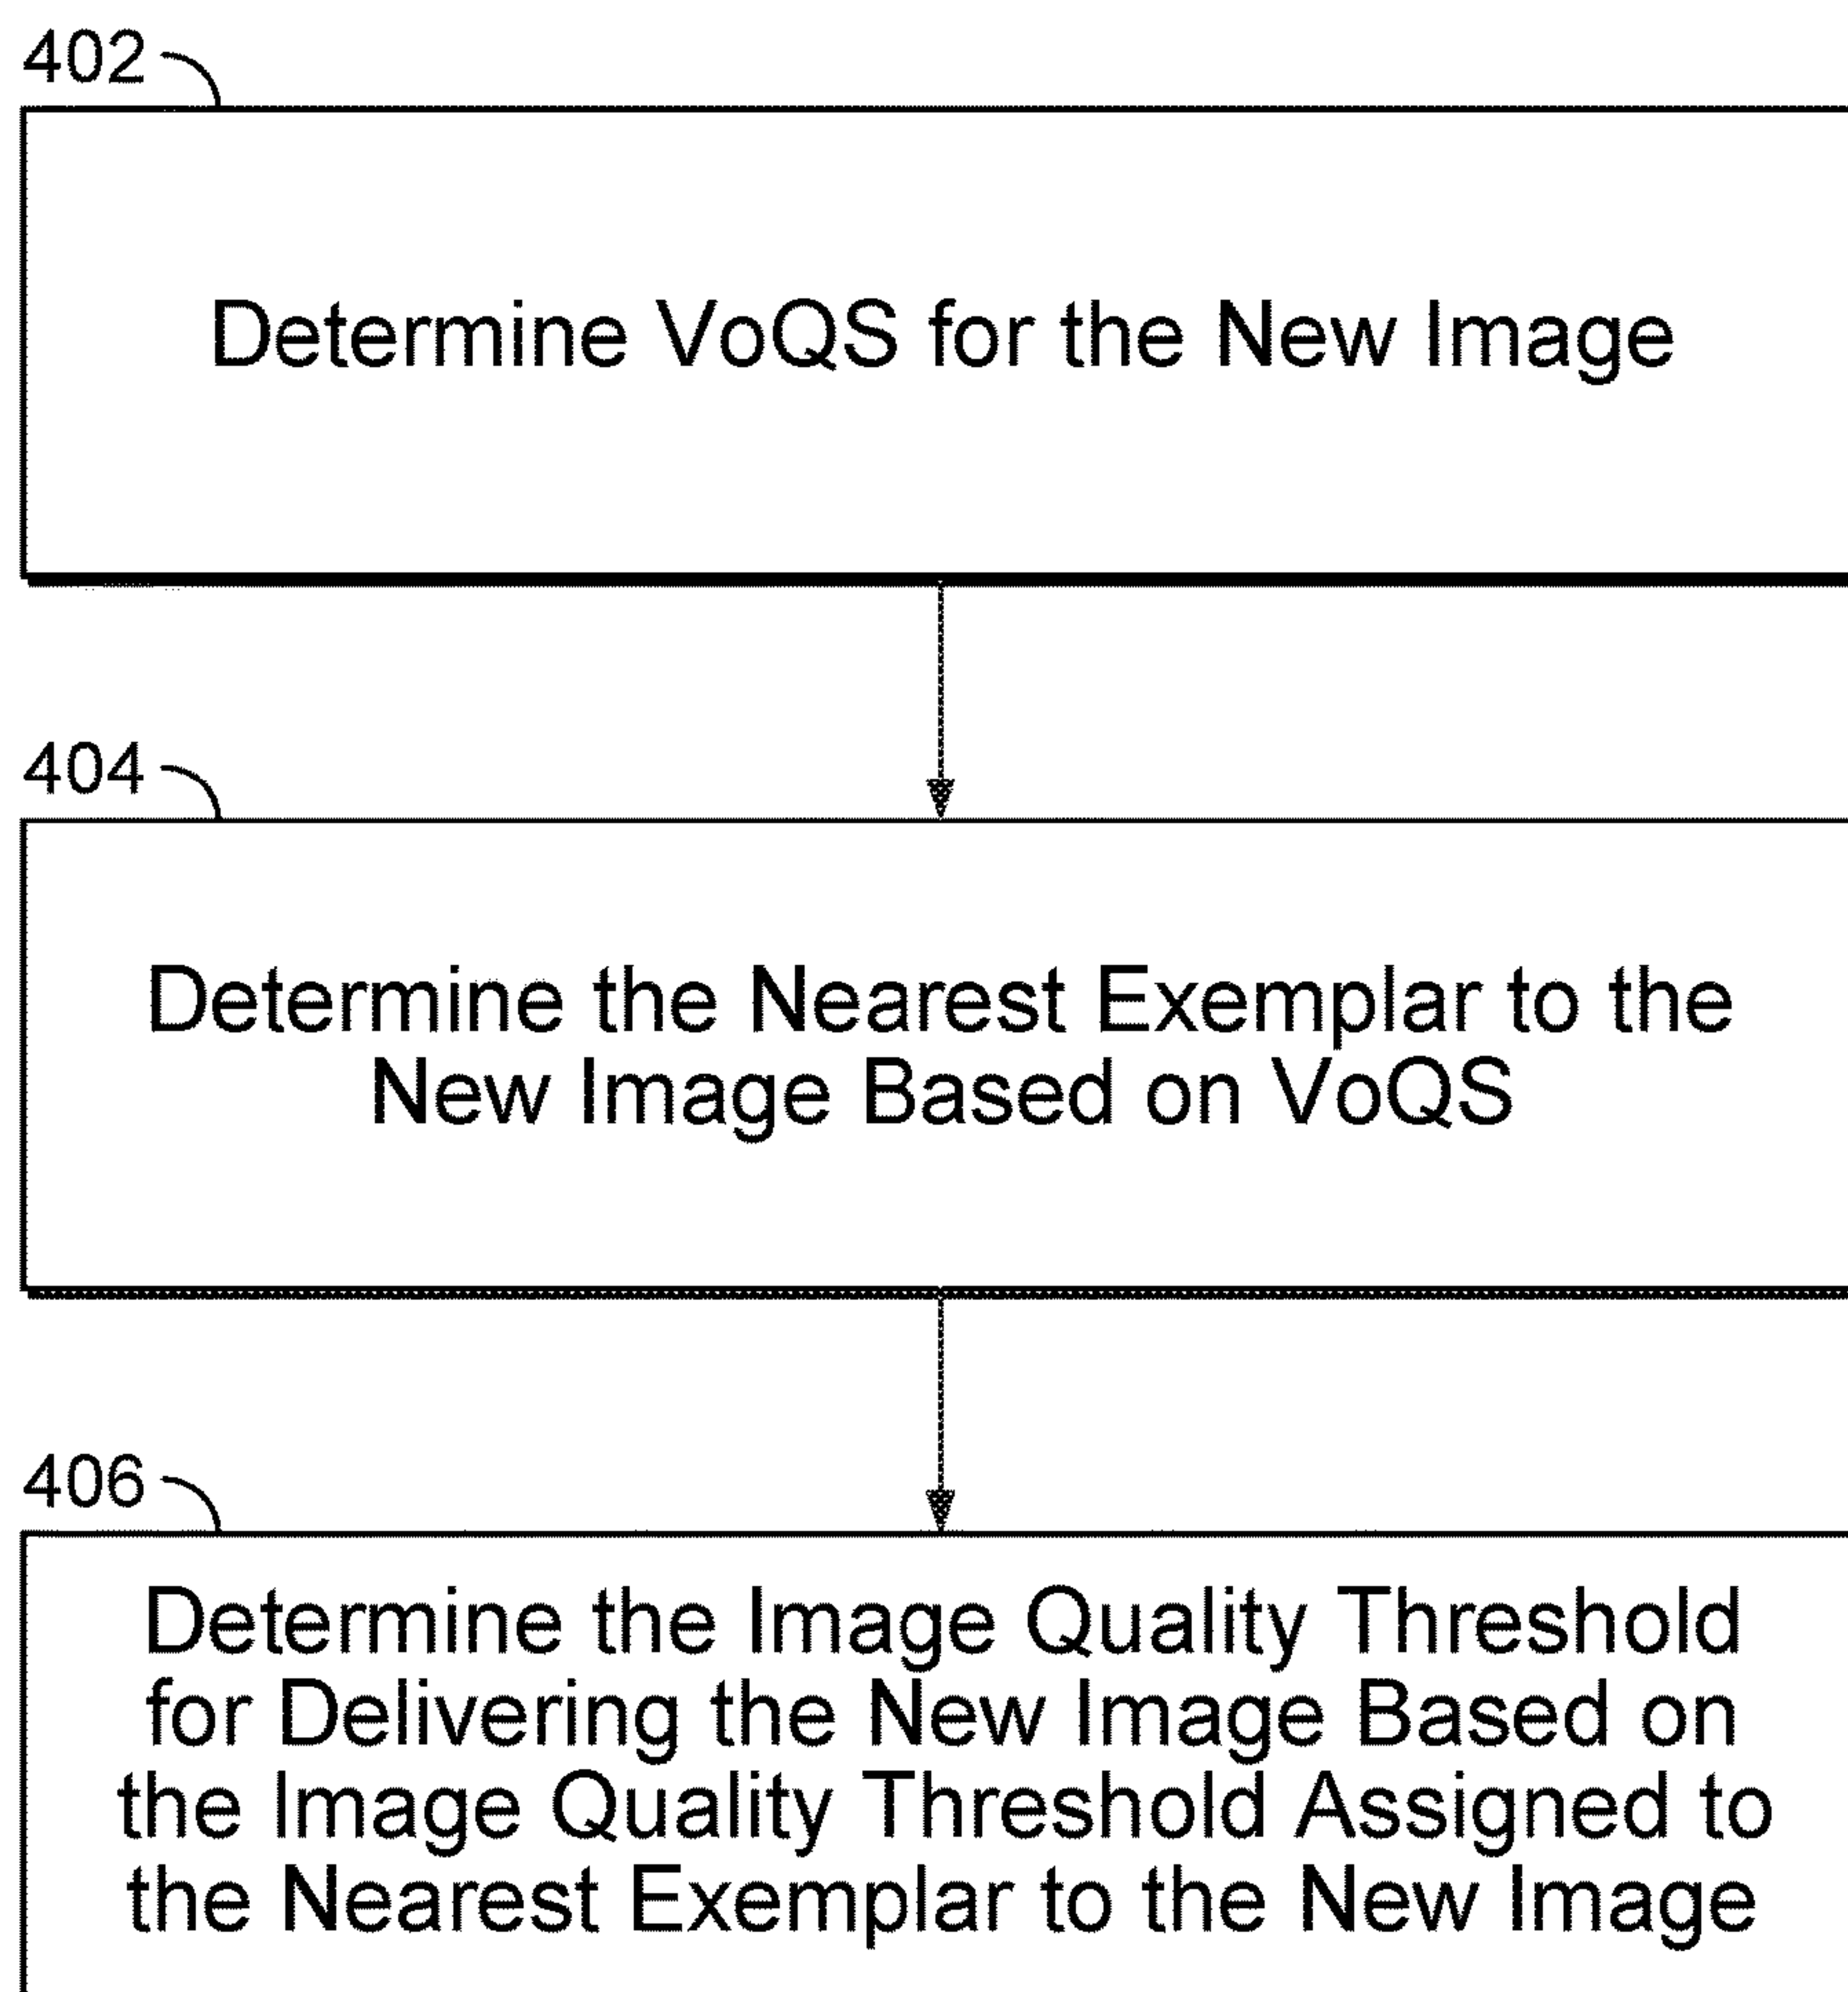 402
Determine VoQS for the New Image
404
Determine the Nearest Exemplar to the
New Image Based on VoQS
406
Determine the Image Quality Threshold
for Delivering the New Image Based on
the Image Quality Threshold Assigned to
the Nearest Exemplar to the New Image